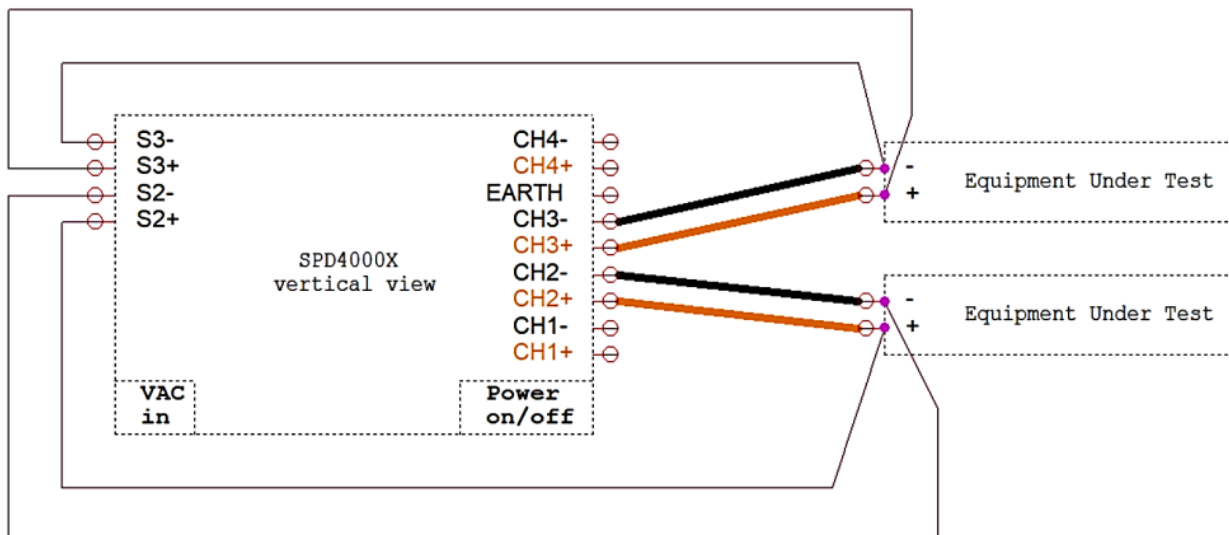 S3-
S3+
S2-
S2+
CH4-
CH4+
EARTH
CH3-
CH3+
CH2-
CH2+
CH1-
CH1+
SPD4000X
vertical view
VAC
in
Power
on/off
-
+
Equipment Under Test
-
+
Equipment Under Test